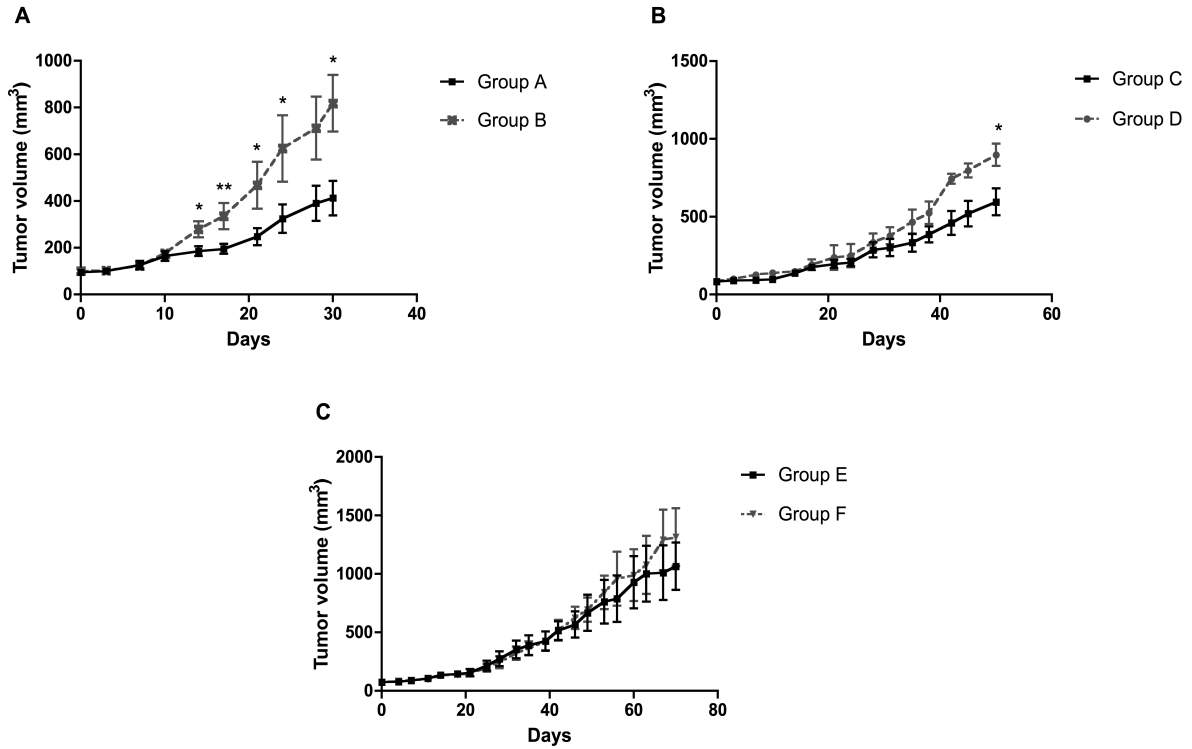 A
Tumor volume (mm3)
1000
800
600
400
200
0
0 10 20 30 40
Days
* ** * * *
Group A
Group B
B
Tumor volume (mm3)
1500
1000
500
0
0 20 40 60
Days
*
Group C
Group D
C
Tumor volume (mm3)
2000
1500
1000
500
0
0 20 40 60 80
Days
Group E
Group F